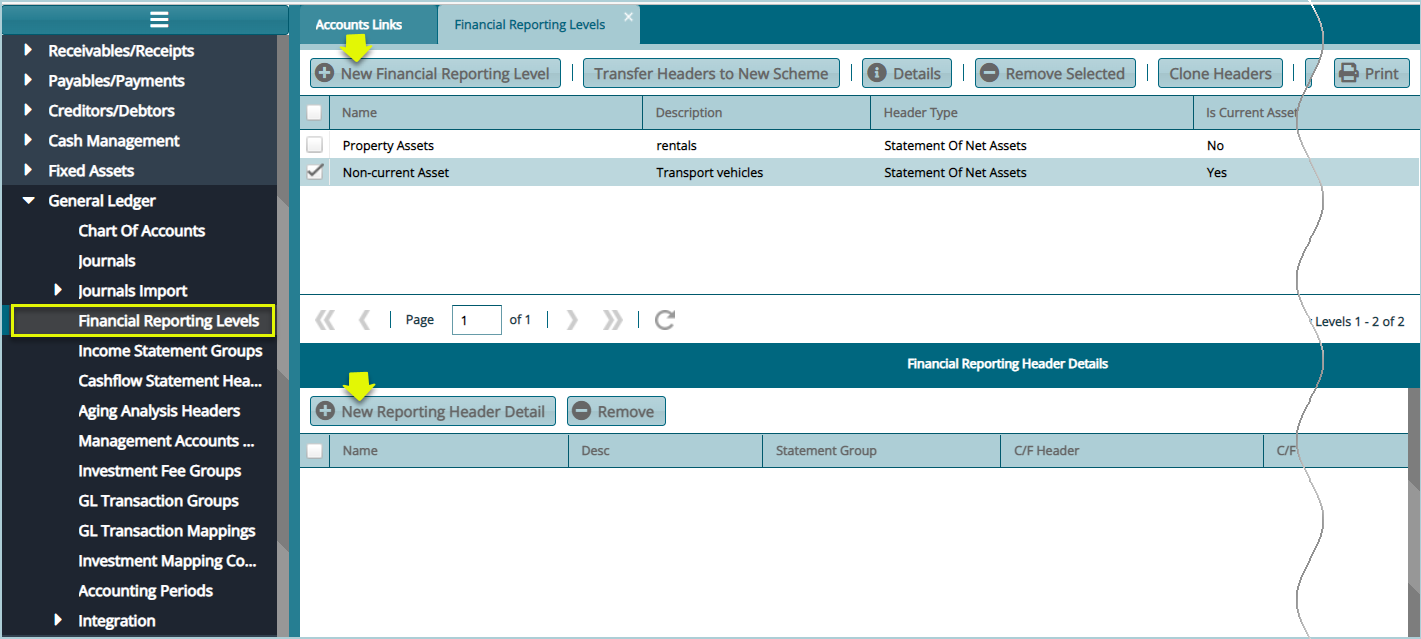 Accounts Links
Financial Reporting Levels
Receivables/Receipts
Payables/Payments
Creditors/Debtors
Cash Management
Fixed Assets
General Ledger
Chart Of Accounts
Journals
Journals Import
Financial Reporting Levels
Income Statement Groups
Cashflow Statement Hea...
Aging Analysis Headers
Management Accounts ...
Investment Fee Groups
GL Transaction Groups
GL Transaction Mappings
Investment Mapping Co...
Accounting Periods
Integration
New Financial Reporting Level Transfer Headers to New Scheme Details Remove Selected Clone Headers Print
Name Description Header Type Is Current Asset
Property Assets rentals Statement Of Net Assets No
Non-current Asset Transport vehicles Statement Of Net Assets Yes
Page 1 of 1 Levels 1 - 2 of 2
Financial Reporting Header Details
New Reporting Header Detail Remove
Name Desc Statement Group C/F Header C/F